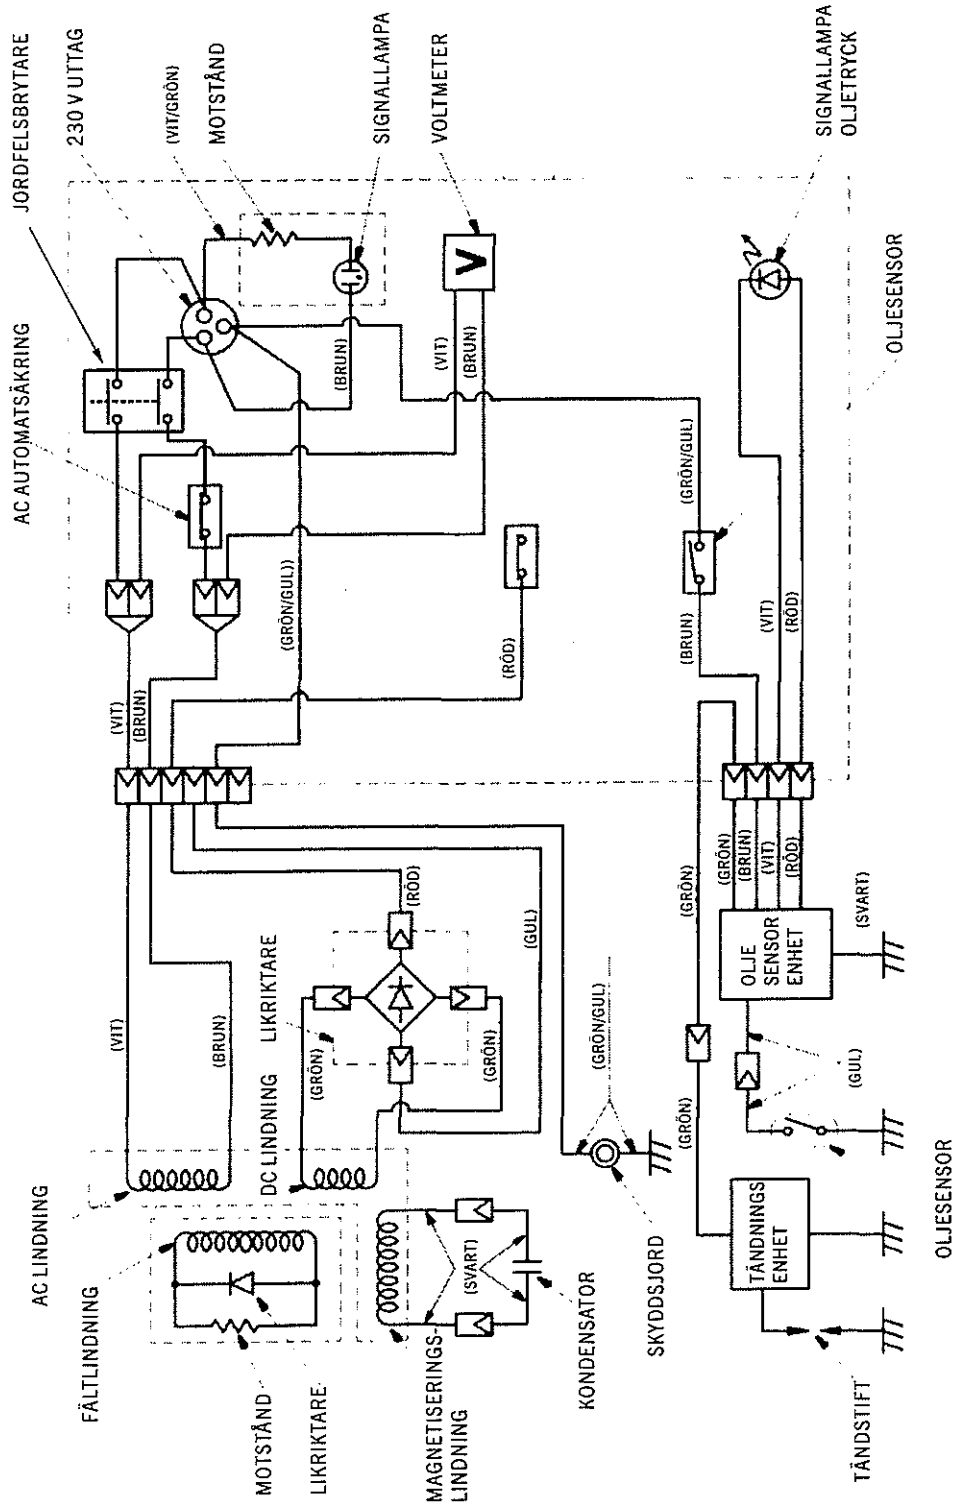 JORDFELSBRYTARE
230 V UTTAG
(VIT/GRÖN)
MOTSTÅND
SIGNALLAMPA
VOLTMETER
SIGNALLAMPA
OLJETRYCK
AC AUTOMATSÄKRING
OLJESENSOR
V
(BRUN)
(VIT)
(BRUN)
(GRÖN/GUL)
(GRÖN/GUL))
(RÖD)
(BRUN)
(VIT)
(RÖD)
(VIT)
(BRUN)
(VIT)
(BRUN)
(RÖD)
(GUL)
LIKRIKTARE
(GRÖN)
(GRÖN)
(GRÖN/GUL)
(GRÖN)
(GRÖN)
(BRUN)
(VIT)
(RÖD)
OLJE
SENSOR
ENHET
(SVART)
(GUL)
(GRÖN)
AC LINDNING
DC LINDNING
FÄLTLINDNING
MOTSTÅND
LIKRIKTARE
MAGNETISERINGS-
LINDNING
(SVART)
KONDENSATOR
SKYDDSJORD
TÄNDNINGS
ENHET
TÄNDSTIFT
OLJESENSOR